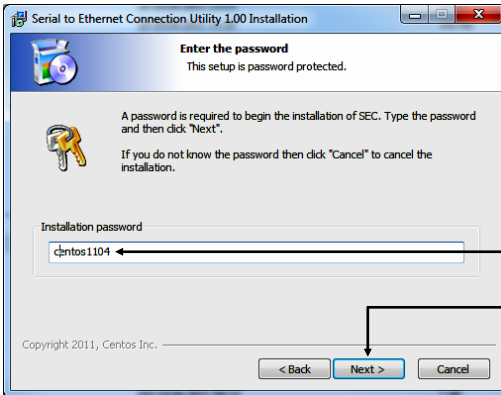 Serial to Ethernet Connection Utility 1.00 Installation
Enter the password
This setup is password protected.
A password is required to begin the installation of SEC. Type the password
and then click "Next".
If you do not know the password then click "Cancel" to cancel the
installation.
Installation password
centos1104
Copyright 2011, Centos Inc.
< Back
Next >
Cancel